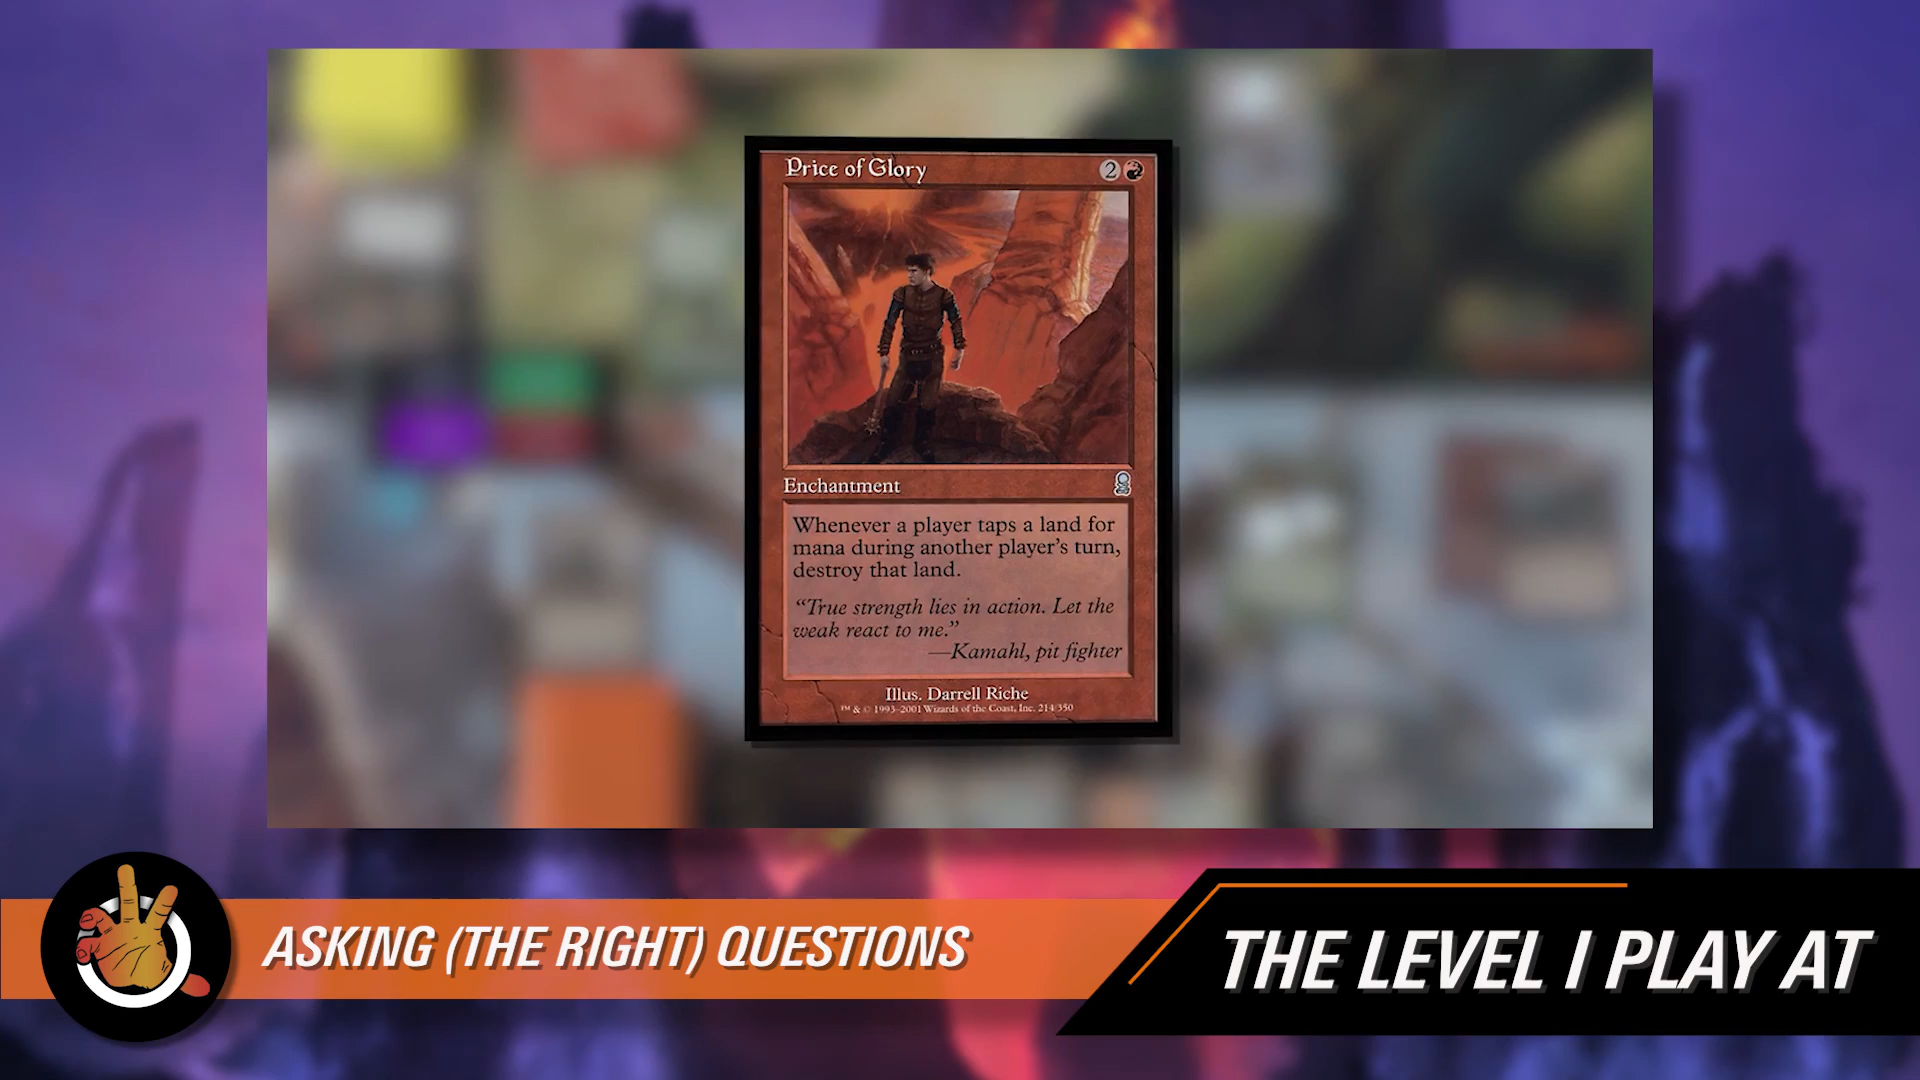 Price of Glory
2
Enchantment
Whenever a player taps a land for
mana during another player's turn,
destroy that land.
“True strength lies in action. Let the
weak react to me.”
—Kamahl, pit fighter
Illus. Darrell Riche
™ & © 1993-2001 Wizards of the Coast, Inc. 214/350
ASKING (THE RIGHT) QUESTIONS
THE LEVEL I PLAY AT